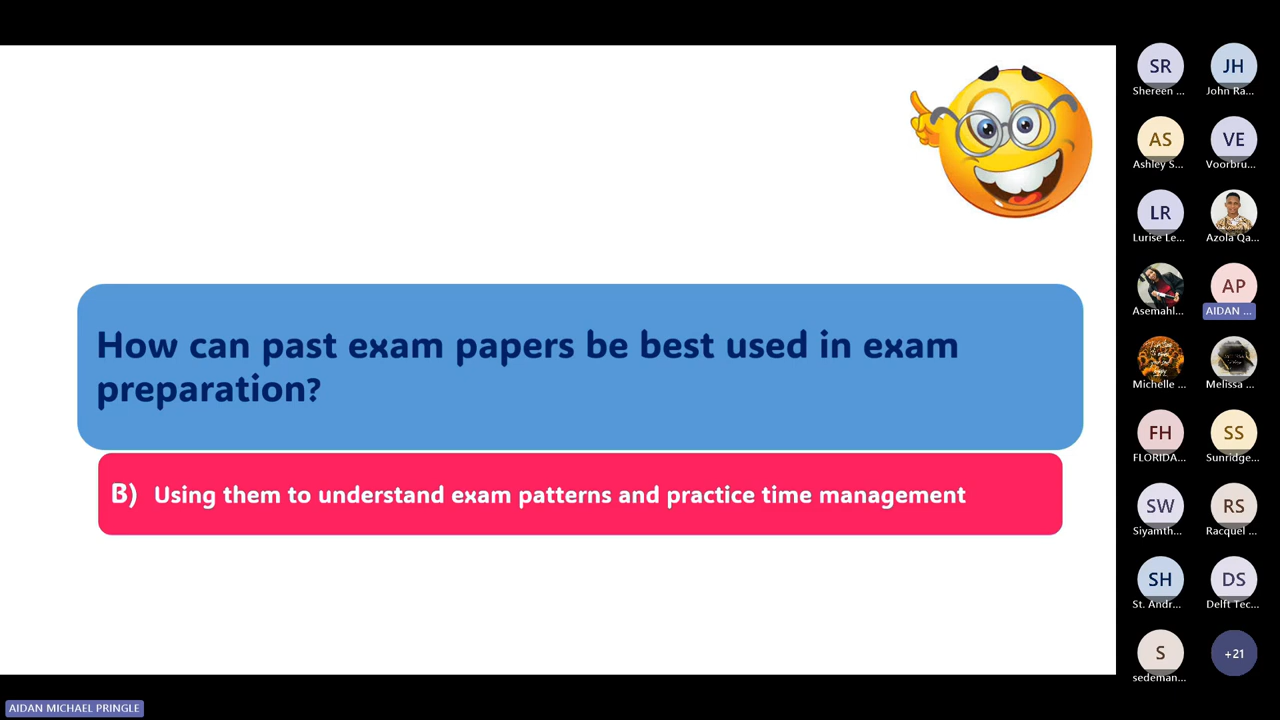 How can past exam papers be best used in exam
preparation?
B) Using them to understand exam patterns and practice time management
SR
Shereen ...
JH
John Ra...
AS
Ashley S...
VE
Voorbru...
LR
Lurise Le...
Azola Qa...
Asemahl...
AP
AIDAN ...
Michelle ...
Melissa ...
FH
FLORIDA...
SS
Sunridge...
SW
Siyamth...
RS
Racquel ...
SH
St. Andr...
DS
Delft Tec...
S
sedeman...
+21
AIDAN MICHAEL PRINGLE